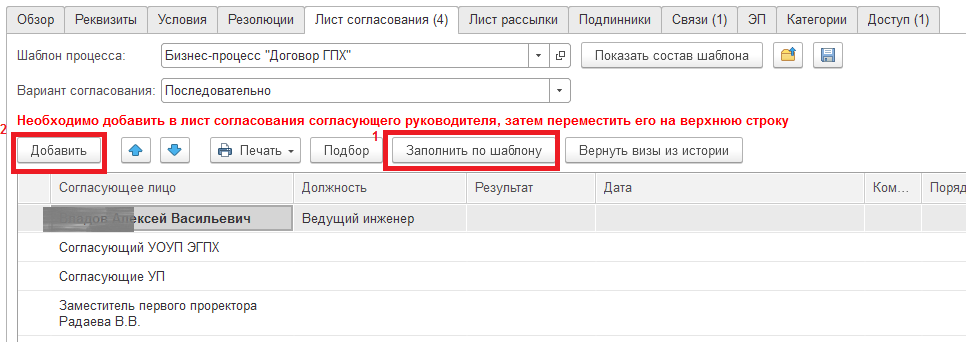 Обзор Реквизиты Условия Резолюции Лист согласования (4) Лист рассылки Подлинники Связи (1) ЭП Категории Доступ (1)
Шаблон процесса: Бизнес-процесс "Договор ГПХ" Показать состав шаблона
Вариант согласования: Последовательно
Необходимо добавить в лист согласования согласующего руководителя, затем переместить его на верхнюю строку
2 1
Добавить Печать Подбор Заполнить по шаблону Вернуть визы из истории
Согласующее лицо Должность Результат Дата Ком... Поряд
Алексей Васильевич Ведущий инженер
Согласующий УОУП ЭГПХ
Согласующие УП
Заместитель первого проректора
Радаева В.В.